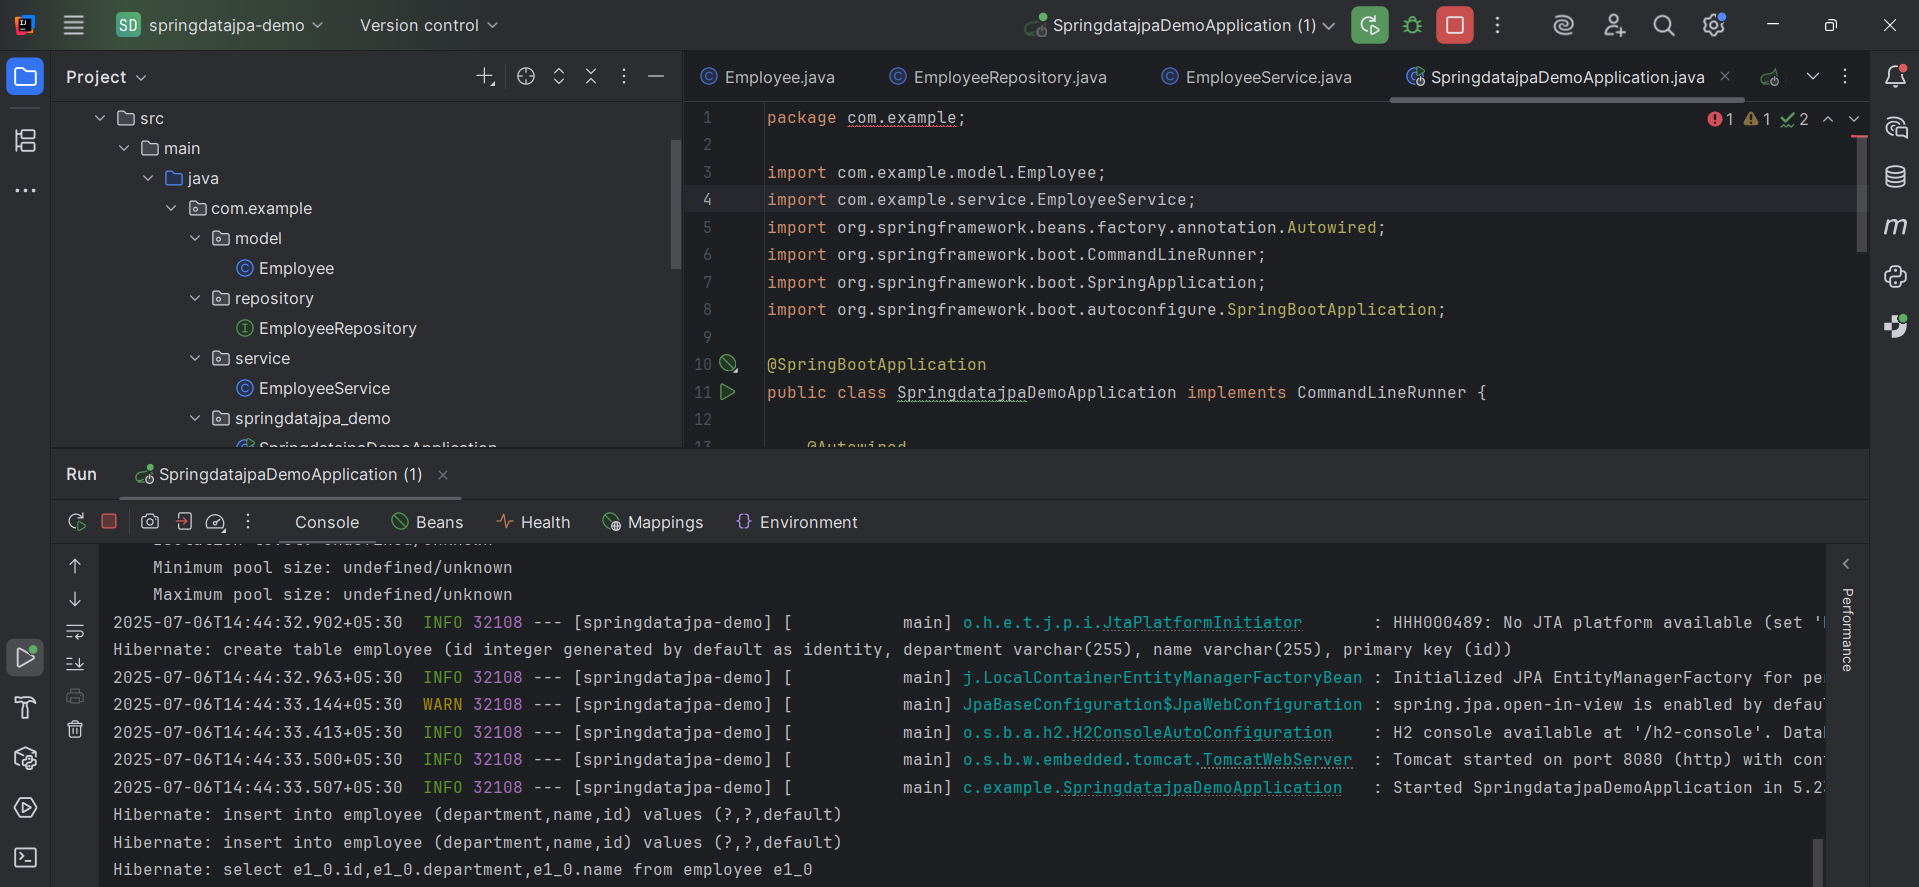 SD springdatajpa-demo Version control SpringdatajpaDemoApplication (1)
Project
src
main
java
com.example
model
Employee
repository
EmployeeRepository
service
EmployeeService
springdatajpa_demo
SpringdatajpaDemoApplication
Employee.java EmployeeRepository.java EmployeeService.java SpringdatajpaDemoApplication.java
1 1 2
1 package com.example;
2
3 import com.example.model.Employee;
4 import com.example.service.EmployeeService;
5 import org.springframework.beans.factory.annotation.Autowired;
6 import org.springframework.boot.CommandLineRunner;
7 import org.springframework.boot.SpringApplication;
8 import org.springframework.boot.autoconfigure.SpringBootApplication;
9
10 @SpringBootApplication
11 public class SpringdatajpaDemoApplication implements CommandLineRunner {
12
13 @Autowired
Run SpringdatajpaDemoApplication (1)
Console Beans Health Mappings Environment
Minimum pool size: undefined/unknown
Maximum pool size: undefined/unknown
2025-07-06T14:44:32.902+05:30 INFO 32108 --- [springdatajpa-demo] [ main] o.h.e.t.j.p.i.JtaPlatformInitiator : HHH000489: No JTA platform available (set '
Hibernate: create table employee (id integer generated by default as identity, department varchar(255), name varchar(255), primary key (id))
2025-07-06T14:44:32.963+05:30 INFO 32108 --- [springdatajpa-demo] [ main] j.LocalContainerEntityManagerFactoryBean : Initialized JPA EntityManagerFactory for pe
2025-07-06T14:44:33.144+05:30 WARN 32108 --- [springdatajpa-demo] [ main] JpaBaseConfiguration$JpaWebConfiguration : spring.jpa.open-in-view is enabled by defau
2025-07-06T14:44:33.413+05:30 INFO 32108 --- [springdatajpa-demo] [ main] o.s.b.a.h2.H2ConsoleAutoConfiguration : H2 console available at '/h2-console'. Data
2025-07-06T14:44:33.500+05:30 INFO 32108 --- [springdatajpa-demo] [ main] o.s.b.w.embedded.tomcat.TomcatWebServer : Tomcat started on port 8080 (http) with con
2025-07-06T14:44:33.507+05:30 INFO 32108 --- [springdatajpa-demo] [ main] c.example.SpringdatajpaDemoApplication : Started SpringdatajpaDemoApplication in 5.2
Hibernate: insert into employee (department,name,id) values (?,?,default)
Hibernate: insert into employee (department,name,id) values (?,?,default)
Hibernate: select e1_0.id,e1_0.department,e1_0.name from employee e1_0
Performance